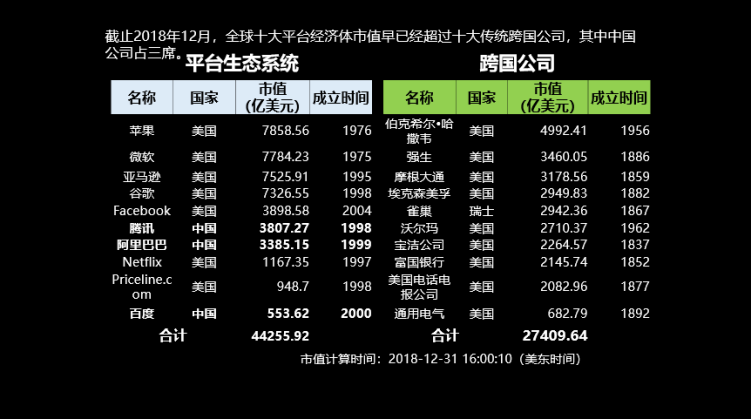 截止2018年12月，全球十大平台经济体市值早已经超过十大传统跨国公司，其中中国
公司占三席。
平台生态系统 跨国公司
名称 国家 市值(亿美元) 成立时间 名称 国家 市值(亿美元) 成立时间
苹果 美国 7858.56 1976 伯克希尔•哈撒韦 美国 4992.41 1956
微软 美国 7784.23 1975 强生 美国 3460.05 1886
亚马逊 美国 7525.91 1995 摩根大通 美国 3178.56 1859
谷歌 美国 7326.55 1998 埃克森美孚 美国 2949.83 1882
Facebook 美国 3898.58 2004 雀巢 瑞士 2942.36 1867
腾讯 中国 3807.27 1998 沃尔玛 美国 2710.37 1962
阿里巴巴 中国 3385.15 1999 宝洁公司 美国 2264.57 1837
Netflix 美国 1167.35 1997 富国银行 美国 2145.74 1852
Priceline.com 美国 948.7 1998 美国电话电报公司 美国 2082.96 1877
百度 中国 553.62 2000 通用电气 美国 682.79 1892
合计 44255.92 合计 27409.64
市值计算时间：2018-12-31 16:00:10（美东时间）